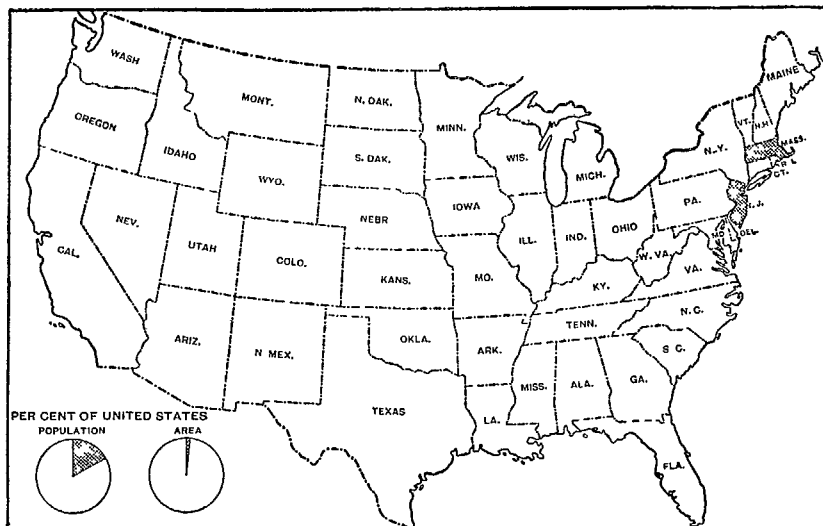 WASH
MONT.
N. DAK.
MINN.
MAINE
OREGON
IDAHO
VT.
N.H.
MASS.
WIS.
N.Y.
S. DAK.
WYO.
MICH.
R.I.
CT.
IOWA
PA.
N.J.
NEBR
NEV.
UTAH
ILL.
IND.
OHIO
DEL.
MD.
CAL.
COLO.
W. VA.
VA.
KANS.
MO.
KY.
N.C.
TENN.
OKLA.
ARIZ.
N MEX.
ARK.
S C.
MISS.
ALA.
GA.
TEXAS
LA.
PER CENT OF UNITED STATES
POPULATION
AREA
FLA.